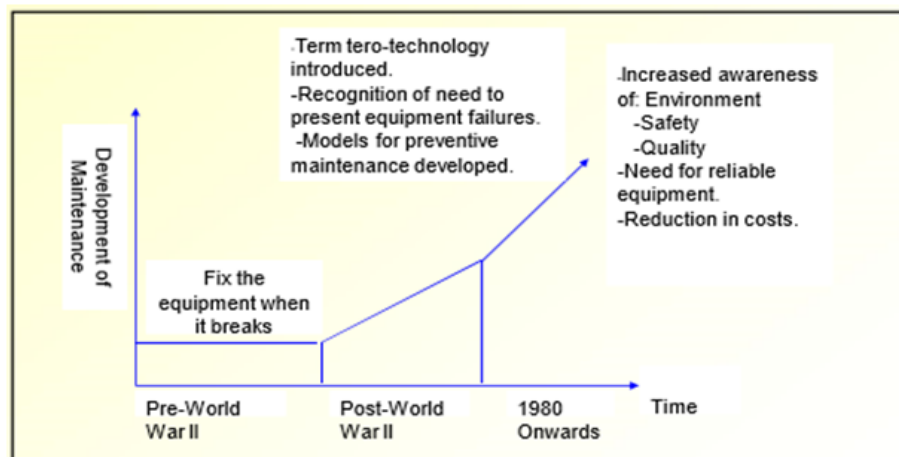 -Term tero-technology
introduced.
-Recognition of need to
present equipment failures.
-Models for preventive
maintenance developed.
-Increased awareness
of: Environment
-Safety
-Quality
-Need for reliable
equipment.
-Reduction in costs.
Development of
Maintenance
Fix the
equipment when
it breaks
Pre-World
War II
Post-World
War II
1980
Onwards
Time